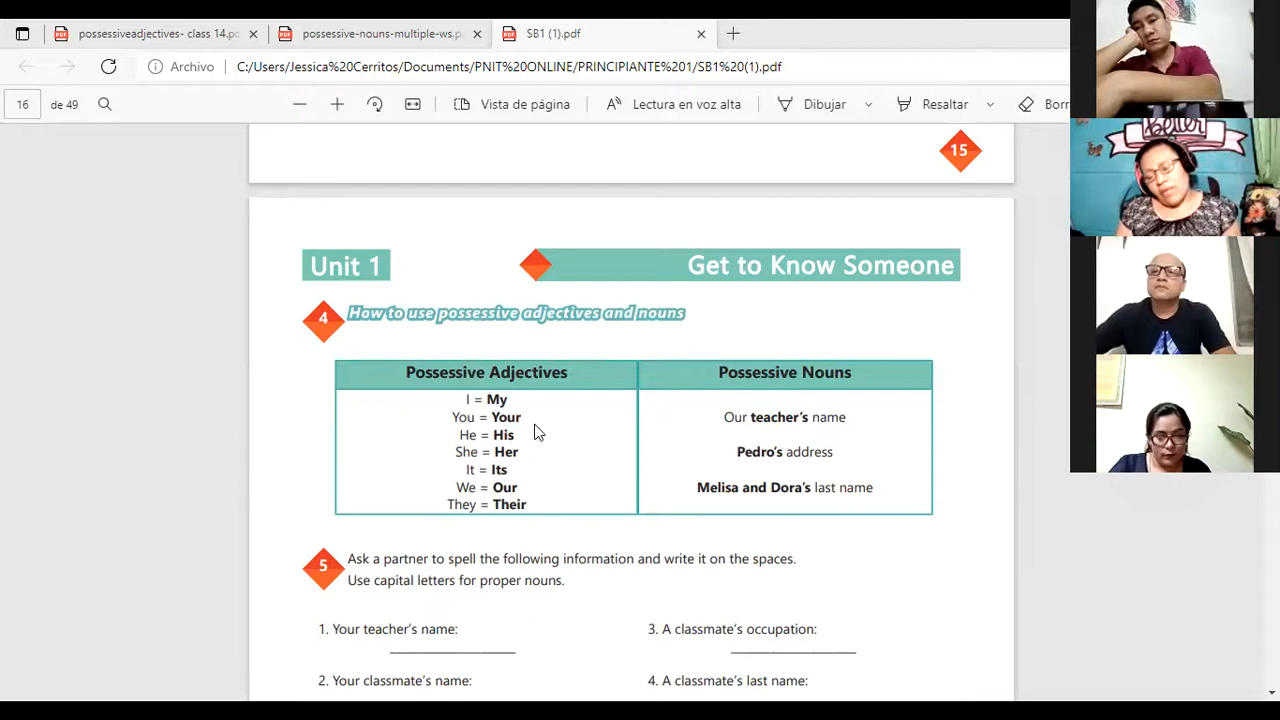 possessiveadjectives- class 14.pd
possessive-nouns-multiple-ws.p
SB1 (1).pdf
Archivo
C:/Users/Jessica%20Cerritos/Documents/PNIT%20ONLINE/PRINCIPIANTE%201/SB1%20(1).pdf
16 de 49
Vista de página
Lectura en voz alta
Dibujar
Resaltar
Borr
Better
15
Unit 1
Get to Know Someone
4 How to use possessive adjectives and nouns
Possessive Adjectives
I = My
You = Your
He = His
She = Her
It = Its
We = Our
They = Their
Possessive Nouns
Our teacher's name
Pedro's address
Melisa and Dora's last name
5 Ask a partner to spell the following information and write it on the spaces.
Use capital letters for proper nouns.
1. Your teacher's name:
2. Your classmate's name:
3. A classmate's occupation:
4. A classmate's last name: